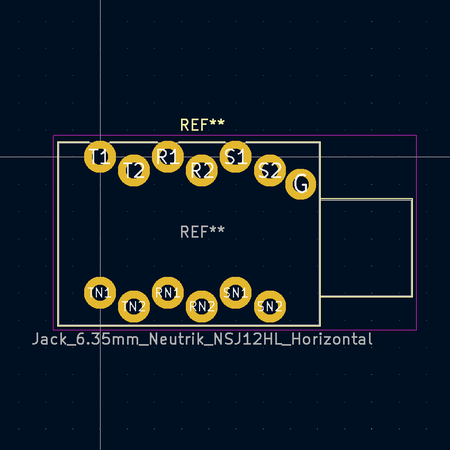 REF**
T1 T2 R1 R2 S1 S2 G
REF**
TN1 TN2 RN1 RN2 SN1 SN2
Jack_6.35mm_Neutrik_NSJ12HL_Horizontal